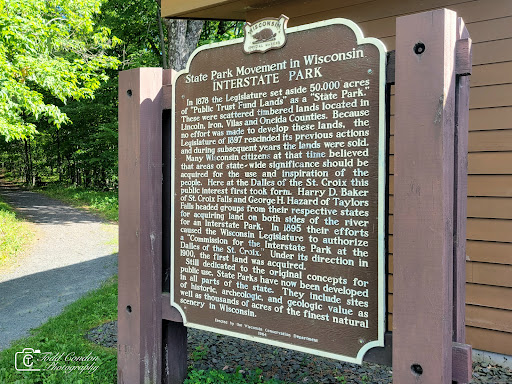 WISCONSIN
State Park Movement in Wisconsin
INTERSTATE PARK
"In 1878 the Legislature set aside 50,000 acres
of "Public Trust Fund Lands" as a "State Park."
These were scattered timbered lands located in
Lincoln, Iron, Vilas and Oneida Counties. Because
no effort was made to develop these lands, the
Legislature of 1897 rescinded its previous actions
and during subsequent years the lands were sold.
Many Wisconsin citizens at that time believed
that areas of state-wide significance should be
acquired for the use and inspiration of the
people. Here at the Dalles of the St. Croix this
public interest first took form. Harry D. Baker
of St. Croix Falls and George H. Hazard of Taylors
Falls headed groups from their respective states
for acquiring land on both sides of the river
for an Interstate Park. In 1895 their efforts
caused the Wisconsin Legislature to authorize
a "Commission for the Interstate Park at the
Dalles of the St. Croix." Under its direction in
1900, the first land was acquired.
Still dedicated to the original concepts for
public use, State Parks have now been developed
in all parts of the state. They include sites
of historic, archeologic, and geologic value as
well as thousands of acres of the finest natural
scenery in Wisconsin.
Erected by the Wisconsin Conservation Department
1964
Todd Gordon
Photography